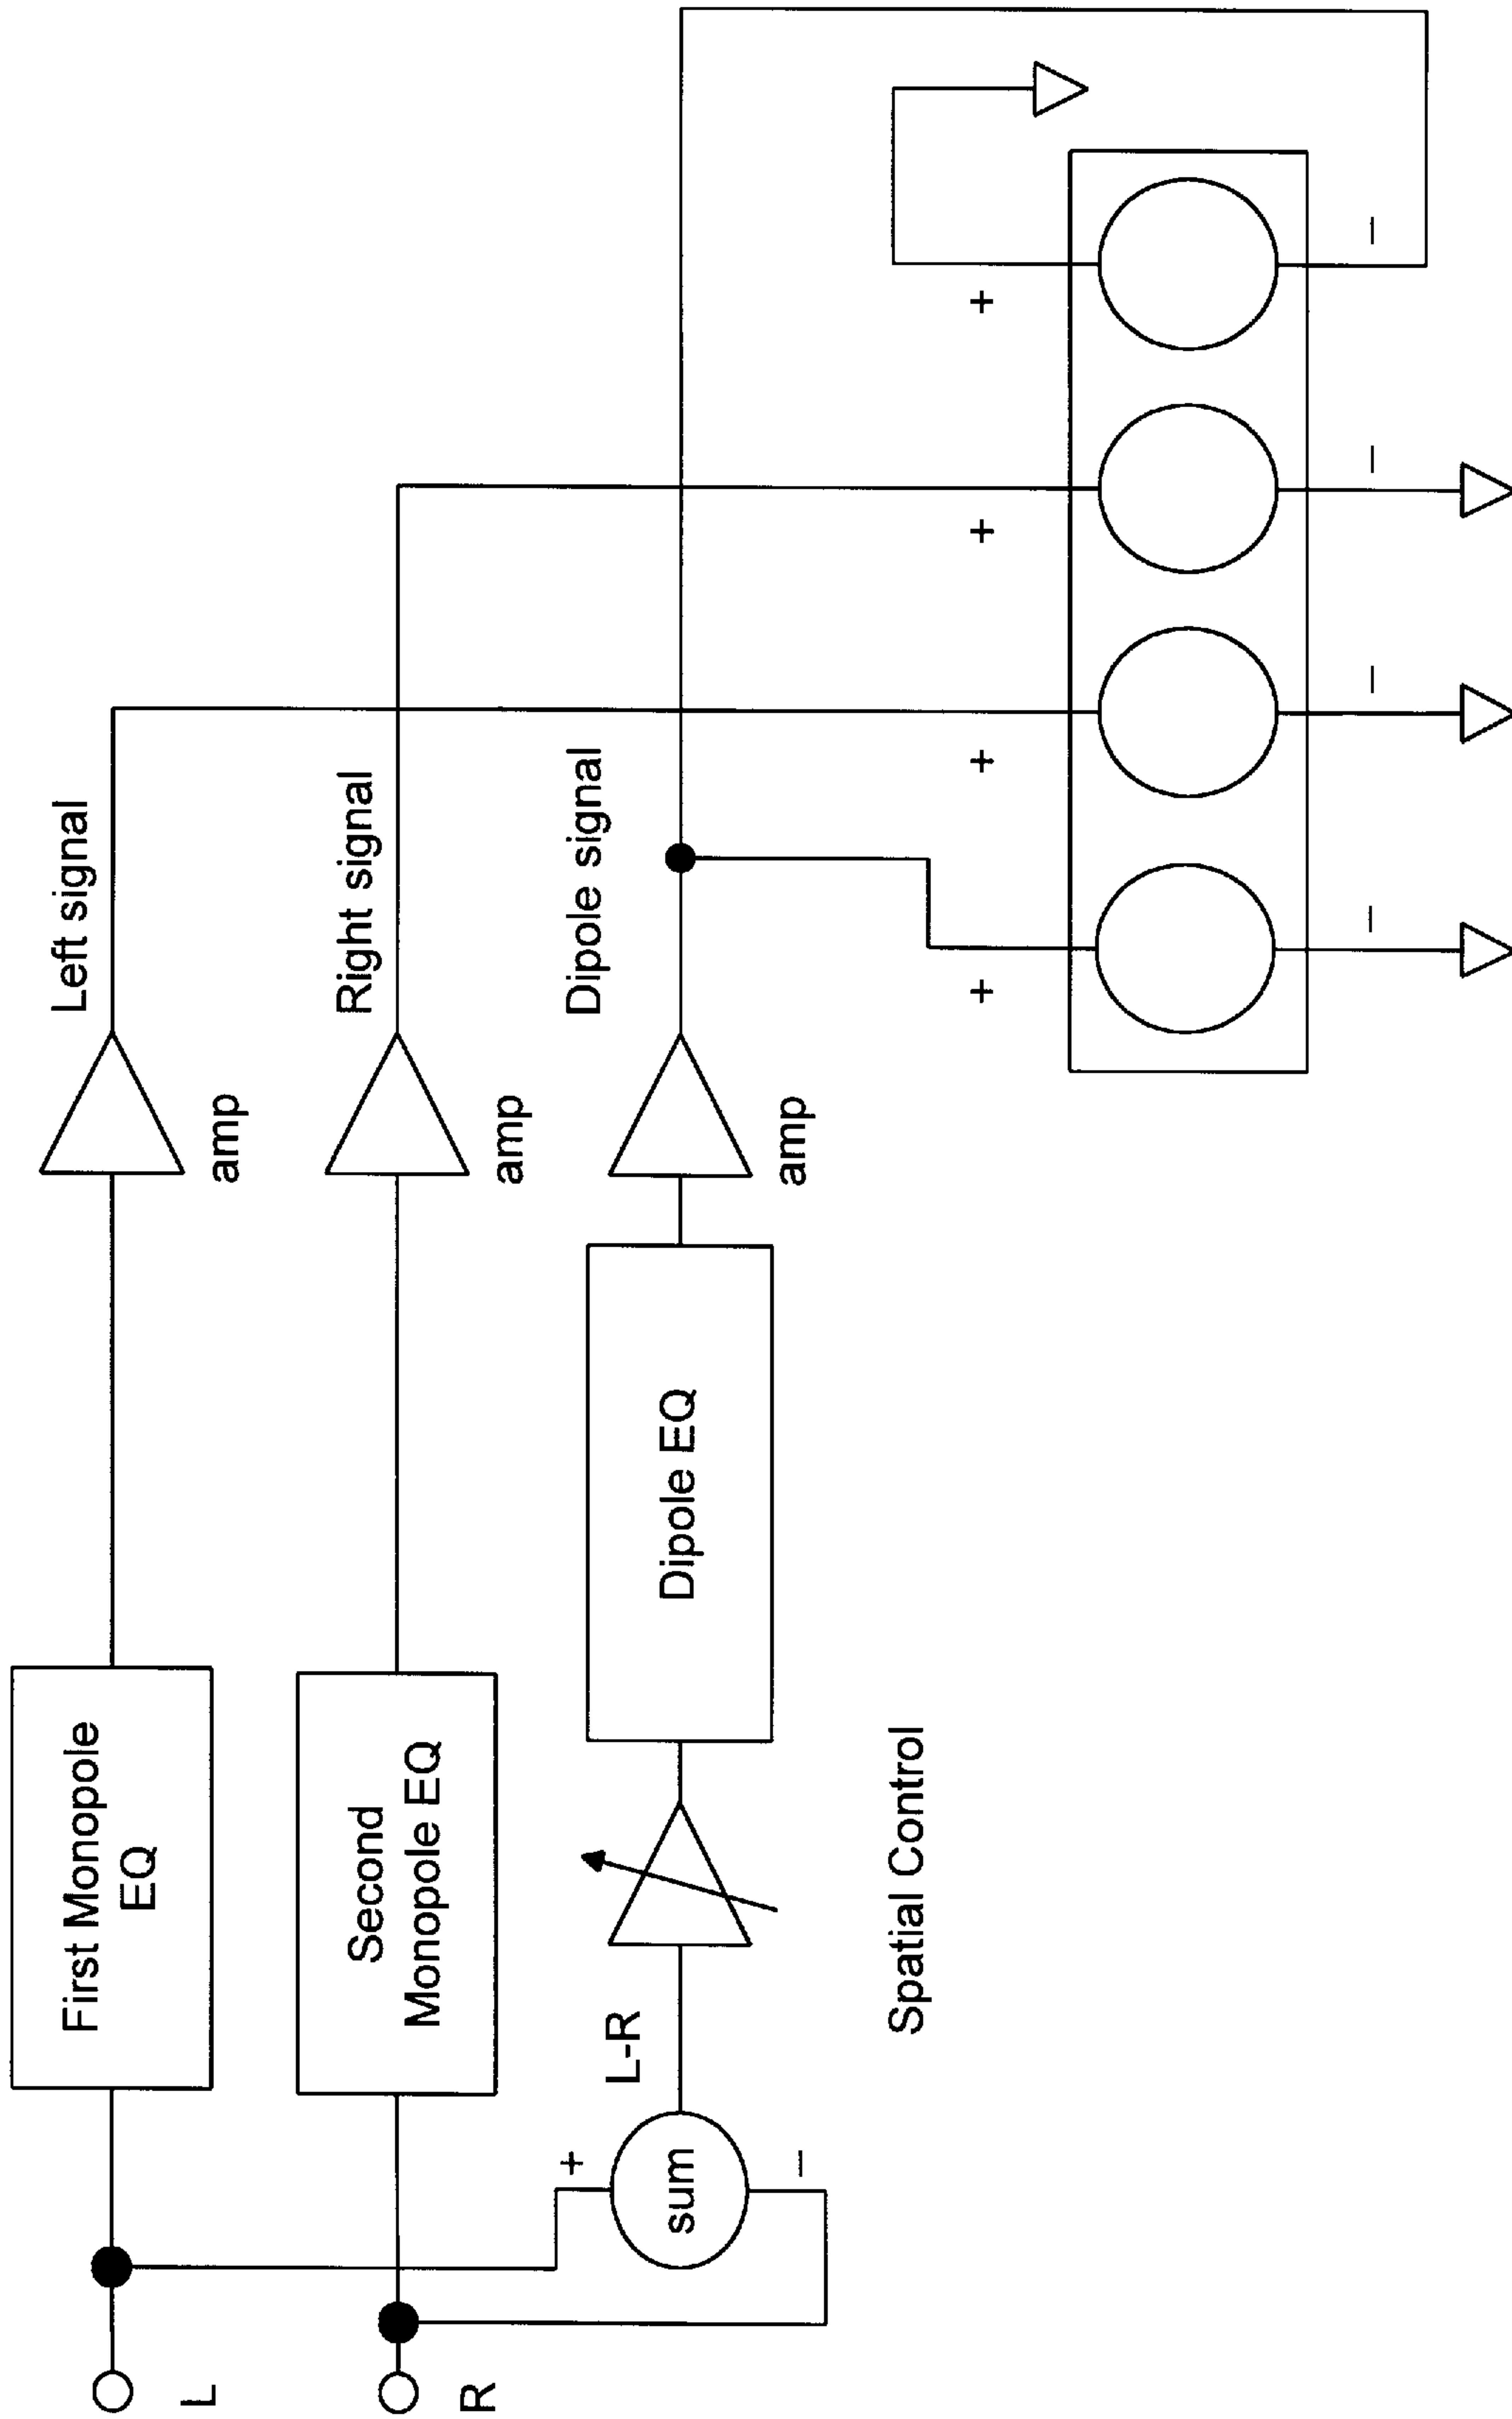 L
R
First Monopole
EQ
Second
Monopole EQ
+
sum
−
L-R
Spatial Control
Dipole EQ
amp
amp
amp
Left signal
Right signal
Dipole signal
+
+
+
+
−
−
−
−